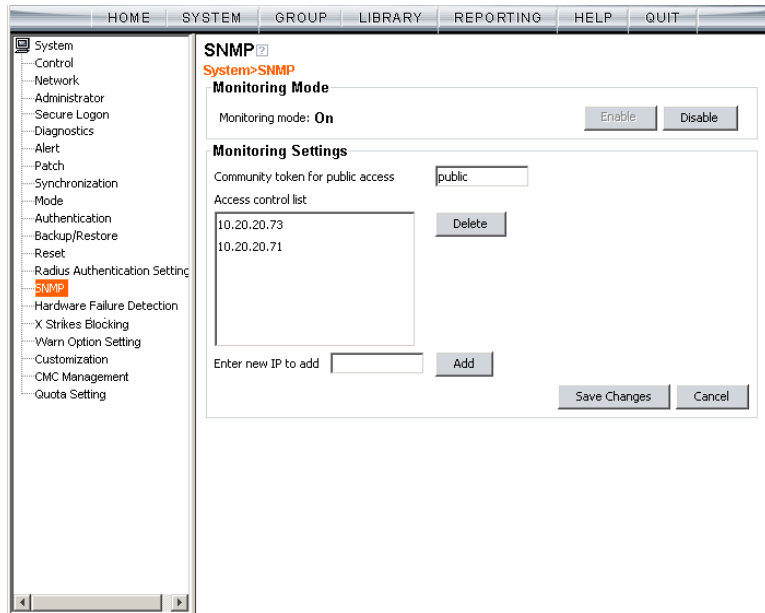 HOME SYSTEM GROUP LIBRARY REPORTING HELP QUIT
System
Control
Network
Administrator
Secure Logon
Diagnostics
Alert
Patch
Synchronization
Mode
Authentication
Backup/Restore
Reset
Radius Authentication Setting
SNMP
Hardware Failure Detection
X Strikes Blocking
Warn Option Setting
Customization
CMC Management
Quota Setting
SNMP ?
System>SNMP
Monitoring Mode
Monitoring mode: On Enable Disable
Monitoring Settings
Community token for public access public
Access control list
10.20.20.73 Delete
10.20.20.71
Enter new IP to add Add
Save Changes Cancel